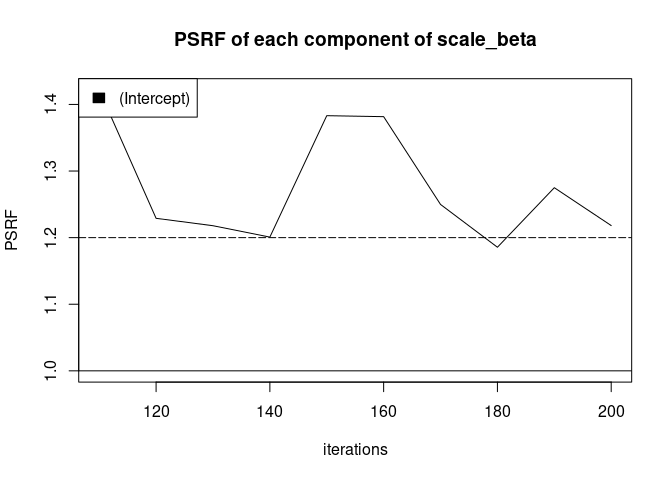 PSRF of each component of scale_beta
(Intercept)
PSRF
1.4
1.3
1.2
1.1
1.0
120 140 160 180 200
iterations